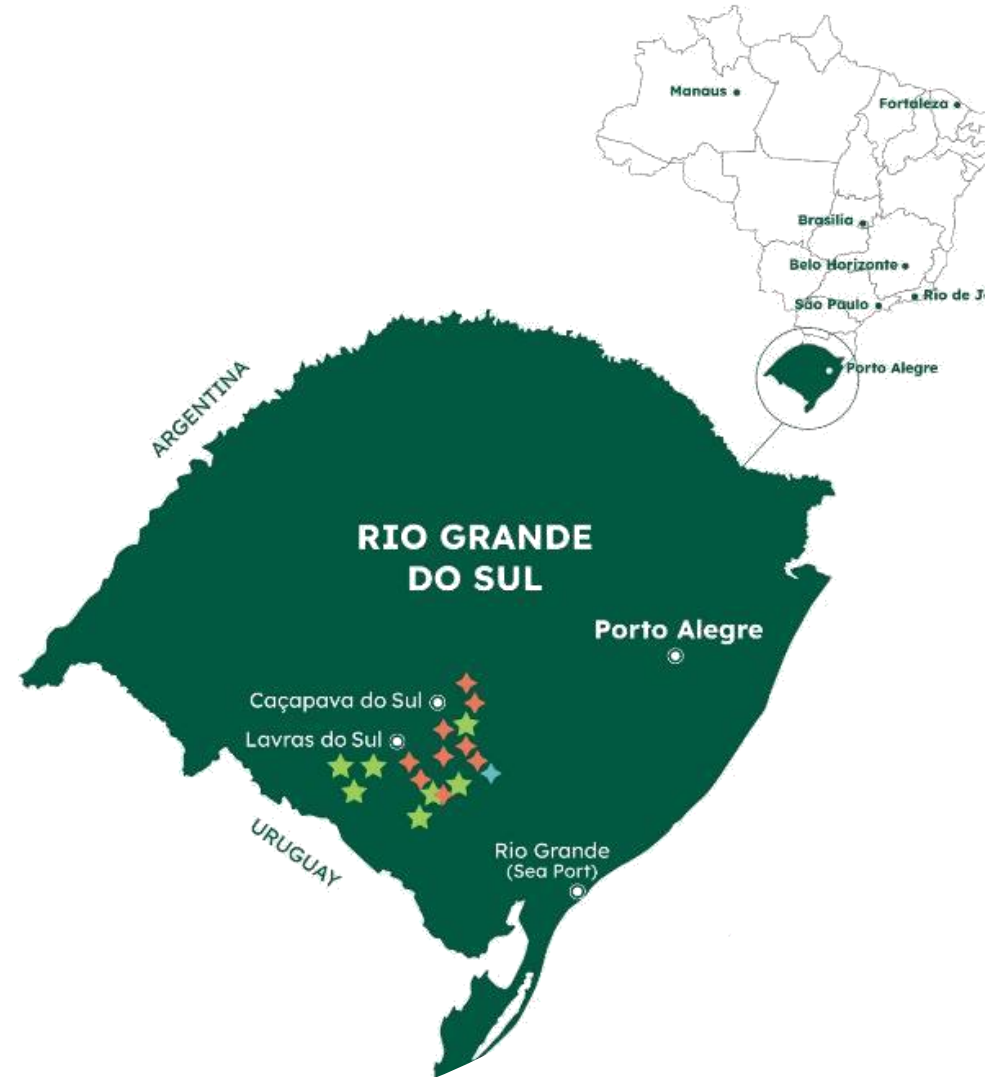 Manaus
Fortaleza
Brasilia
Belo Horizonte
São Paulo
Rio de J
Porto Alegre
ARGENTINA
RIO GRANDE
DO SUL
Porto Alegre
Caçapava do Sul
Lavras do Sul
URUGUAY
Rio Grande
(Sea Port)